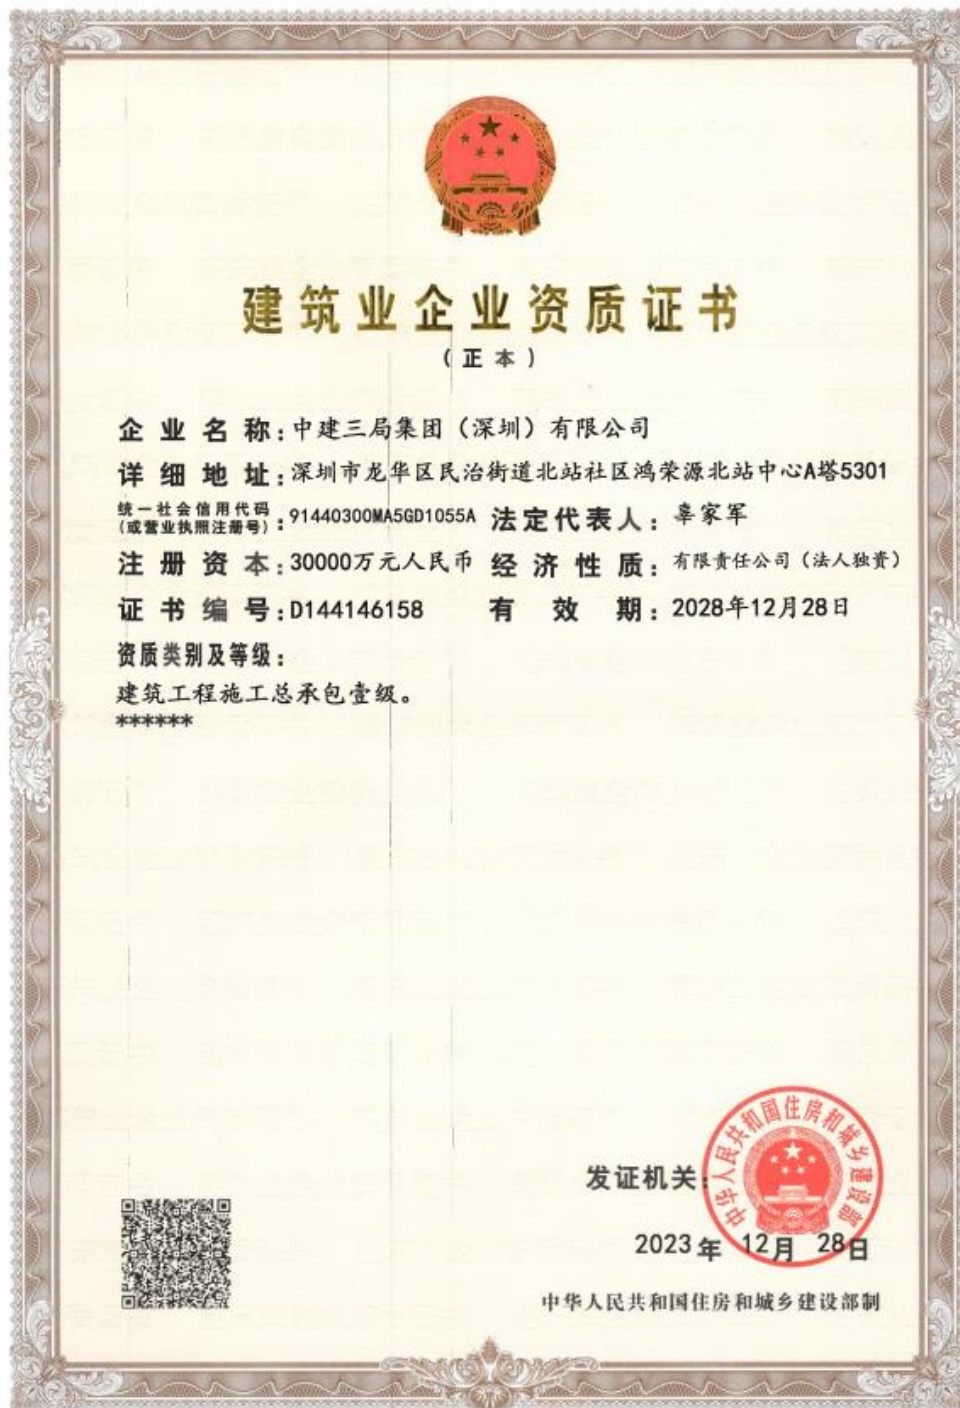 建筑业企业资质证书
(正本)
企业名称:中建三局集团(深圳)有限公司
详细地址:深圳市龙华区民治街道北站社区鸿荣源北站中心A塔5301
统一社会信用代码
(或营业执照注册号):91440300MA5GD1055A 法定代表人:辜家军
注册资本:30000万元人民币 经济性质:有限责任公司(法人独资)
证书编号:D144146158 有效期:2028年12月28日
资质类别及等级:
建筑工程施工总承包壹级。
******
中华人民共和国住房和城乡建设部
发证机关:
2023年12月28日
中华人民共和国住房和城乡建设部制